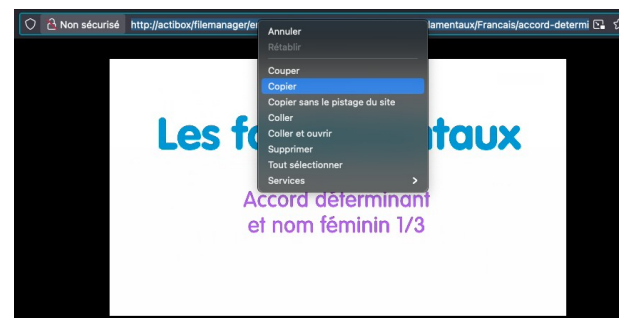 Non sécurisé http://actibox/filemanager/e lamentaux/Francais/accord-determi
Annuler
Rétablir
Couper
Copier
Copier sans le pistage du site
Coller
Coller et ouvrir
Supprimer
Tout sélectionner
Services
Les fo ntaux
Accord déterminant
et nom féminin 1/3